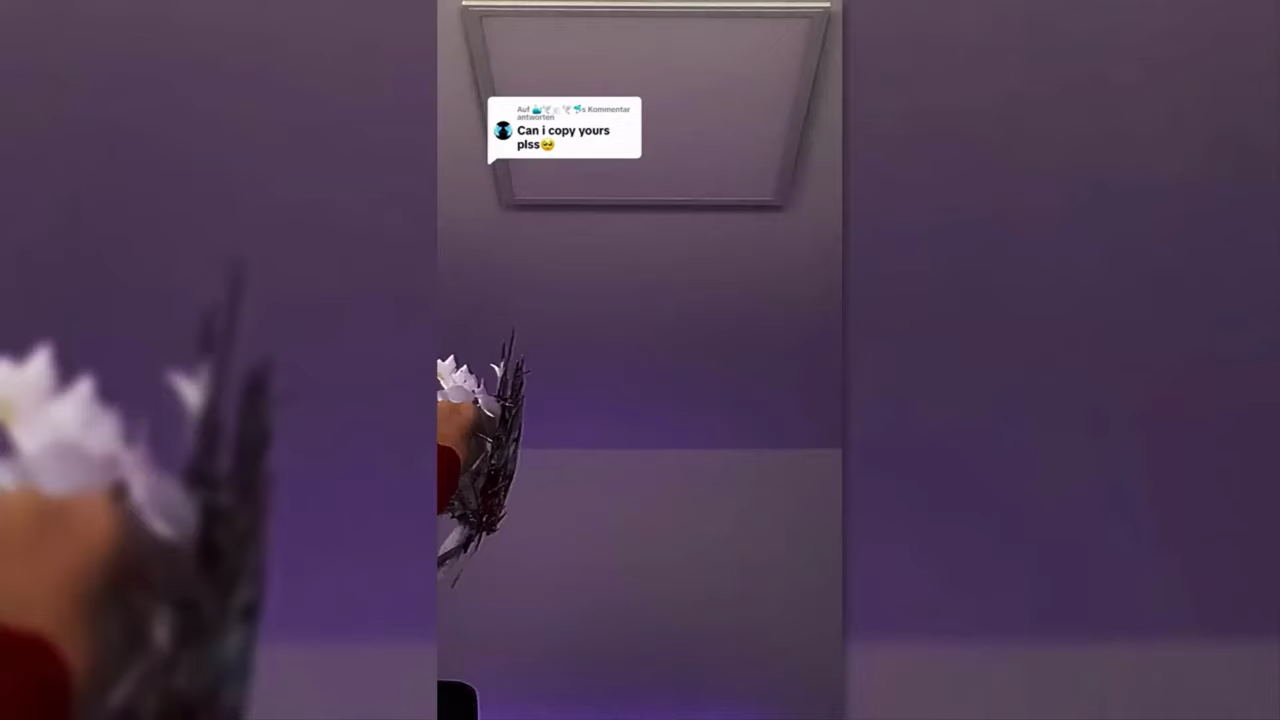 Auf 🧴🕊️🐚🕊️🩴s Kommentar
antworten
Can i copy yours
plss🥺